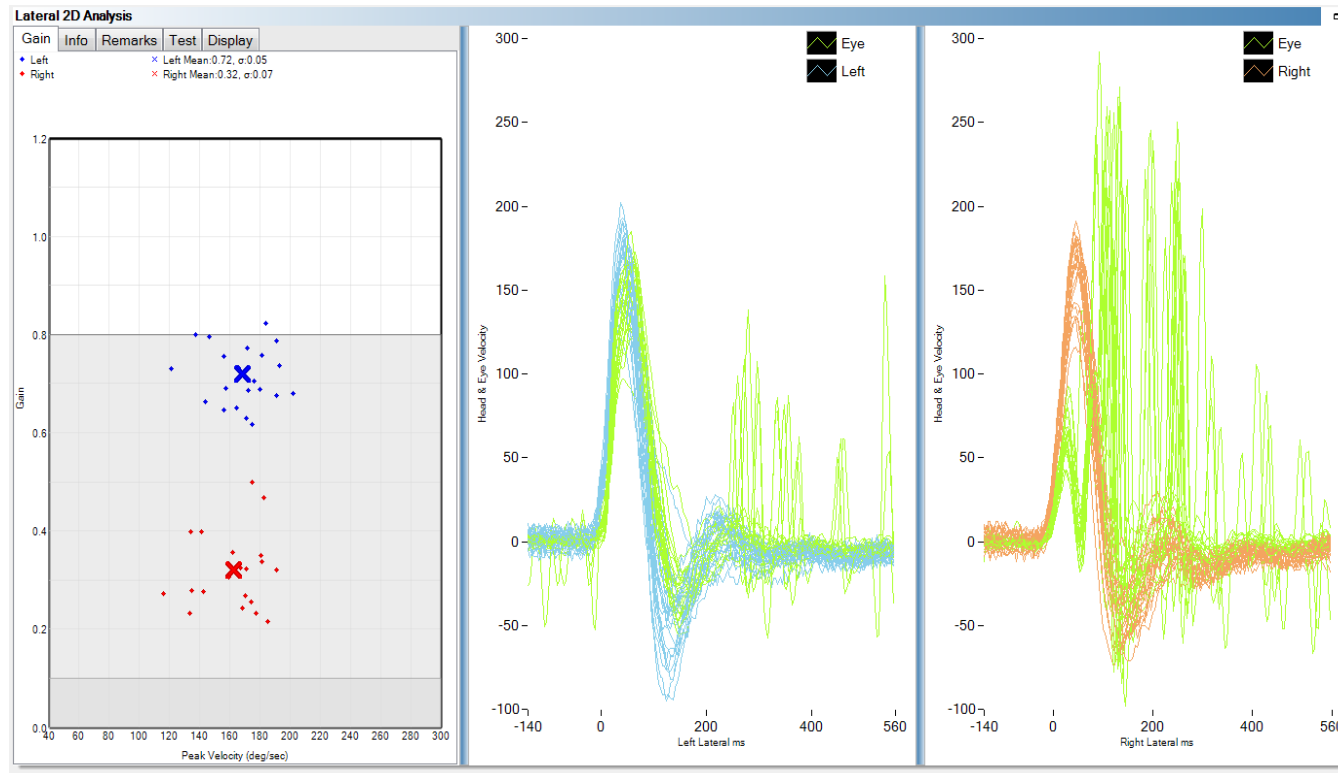 Lateral 2D Analysis
Gain Info Remarks Test Display
Left × Left Mean:0.72, σ:0.05
Right × Right Mean:0.32, σ:0.07
1.2
1.0
0.8
0.6
0.4
0.2
0.0
Gain
40 60 80 100 120 140 160 180 200 220 240 260 280 300
Peak Velocity (deg/sec)
300
250
200
150
100
50
0
-50
-100
Head & Eye Velocity
Eye
Left
-140 0 200 400 560
Left Lateral ms
300
250
200
150
100
50
0
-50
-100
Head & Eye Velocity
Eye
Right
-140 0 200 400 560
Right Lateral ms